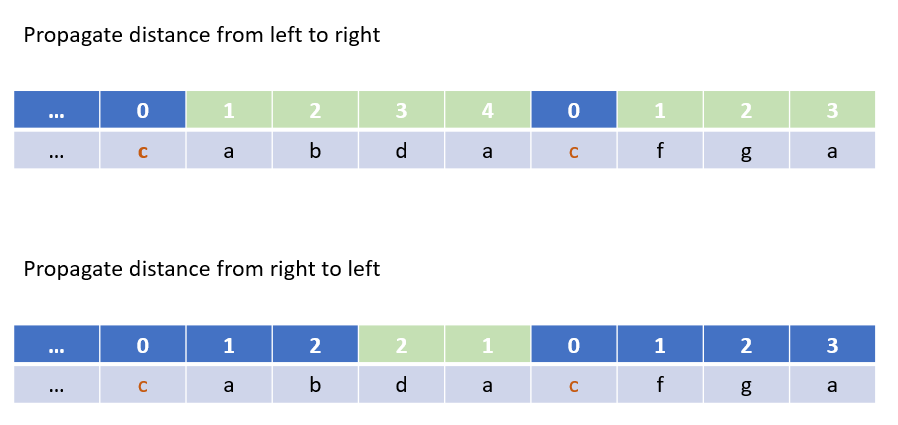 Propagate distance from left to right
... 0 1 2 3 4 0 1 2 3
... c a b d a c f g a
Propagate distance from right to left
... 0 1 2 2 1 0 1 2 3
... c a b d a c f g a